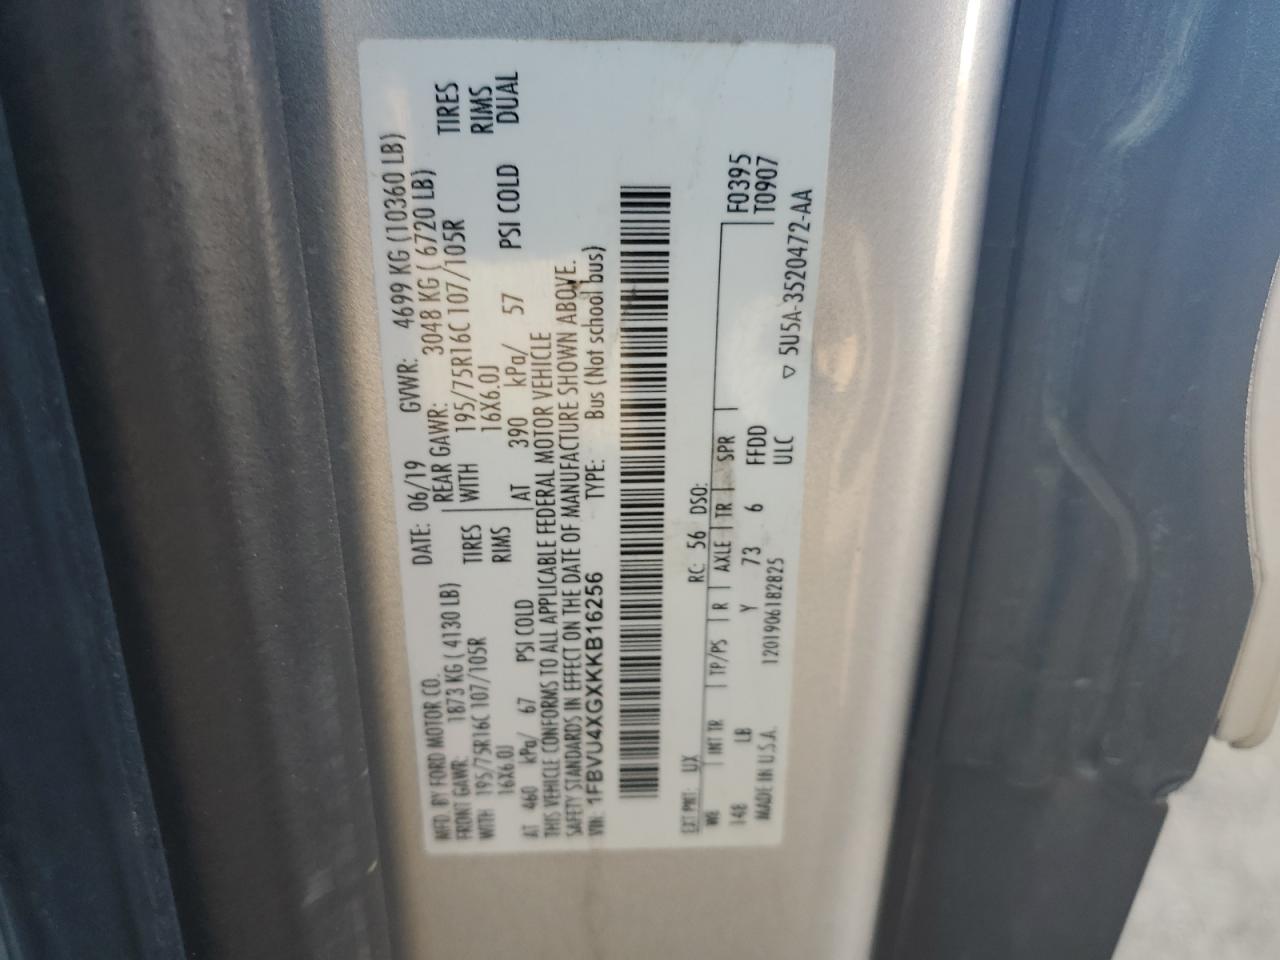 MFD. BY FORD MOTOR CO. DATE: 06/19 GVWR: 4699 KG (10360 LB)
FRONT GAWR: 1873 KG ( 4130 LB) REAR GAWR: 3048 KG ( 6720 LB)
WITH 195/75R16C 107/105R TIRES WITH 195/75R16C 107/105R TIRES
16X6.0J RIMS 16X6.0J RIMS
AT 460 kPa/ 67 PSI COLD AT 390 kPa/ 57 PSI COLD DUAL
THIS VEHICLE CONFORMS TO ALL APPLICABLE FEDERAL MOTOR VEHICLE
SAFETY STANDARDS IN EFFECT ON THE DATE OF MANUFACTURE SHOWN ABOVE.
VIN: 1FBVU4XGXKKB16256 TYPE: Bus (Not school bus)
EXT PNT: UX RC: 56 DSO:
WB INT TR TP/PS R AXLE TR SPR F0395
148 LB Y 73 6 FFDD T0907
MADE IN U.S.A. 1201906182825 ULC
▽ 5U5A-3520472-AA